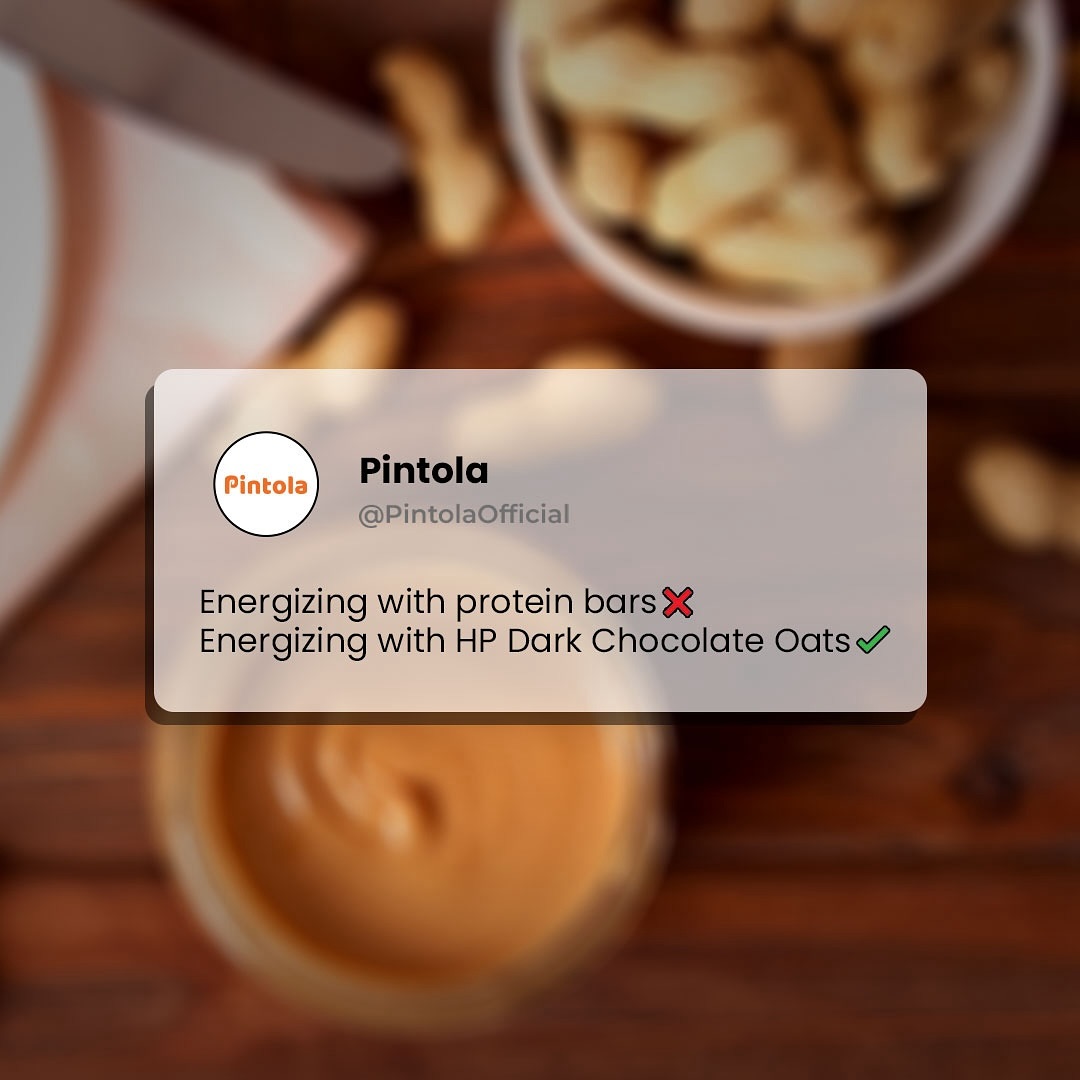 Pintola
Pintola
@PintolaOfficial
Energizing with protein bars❌
Energizing with HP Dark Chocolate Oats✔